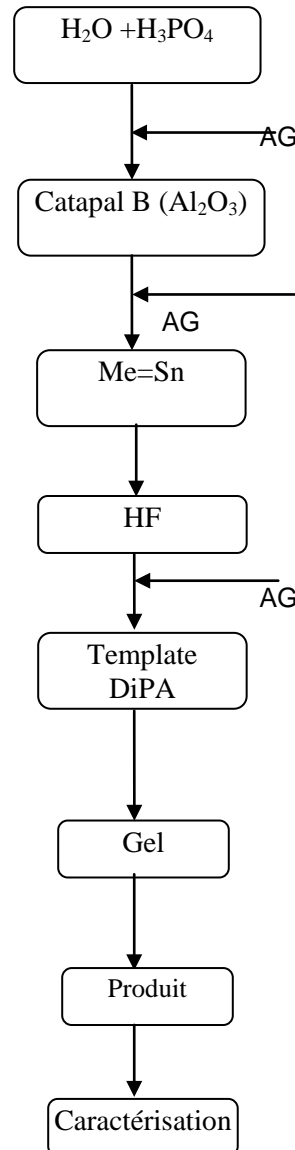 H₂O +H₃PO₄
AG
Catapal B (Al₂O₃)
AG
Me=Sn
HF
AG
Template
DiPA
Gel
Produit
Caractérisation